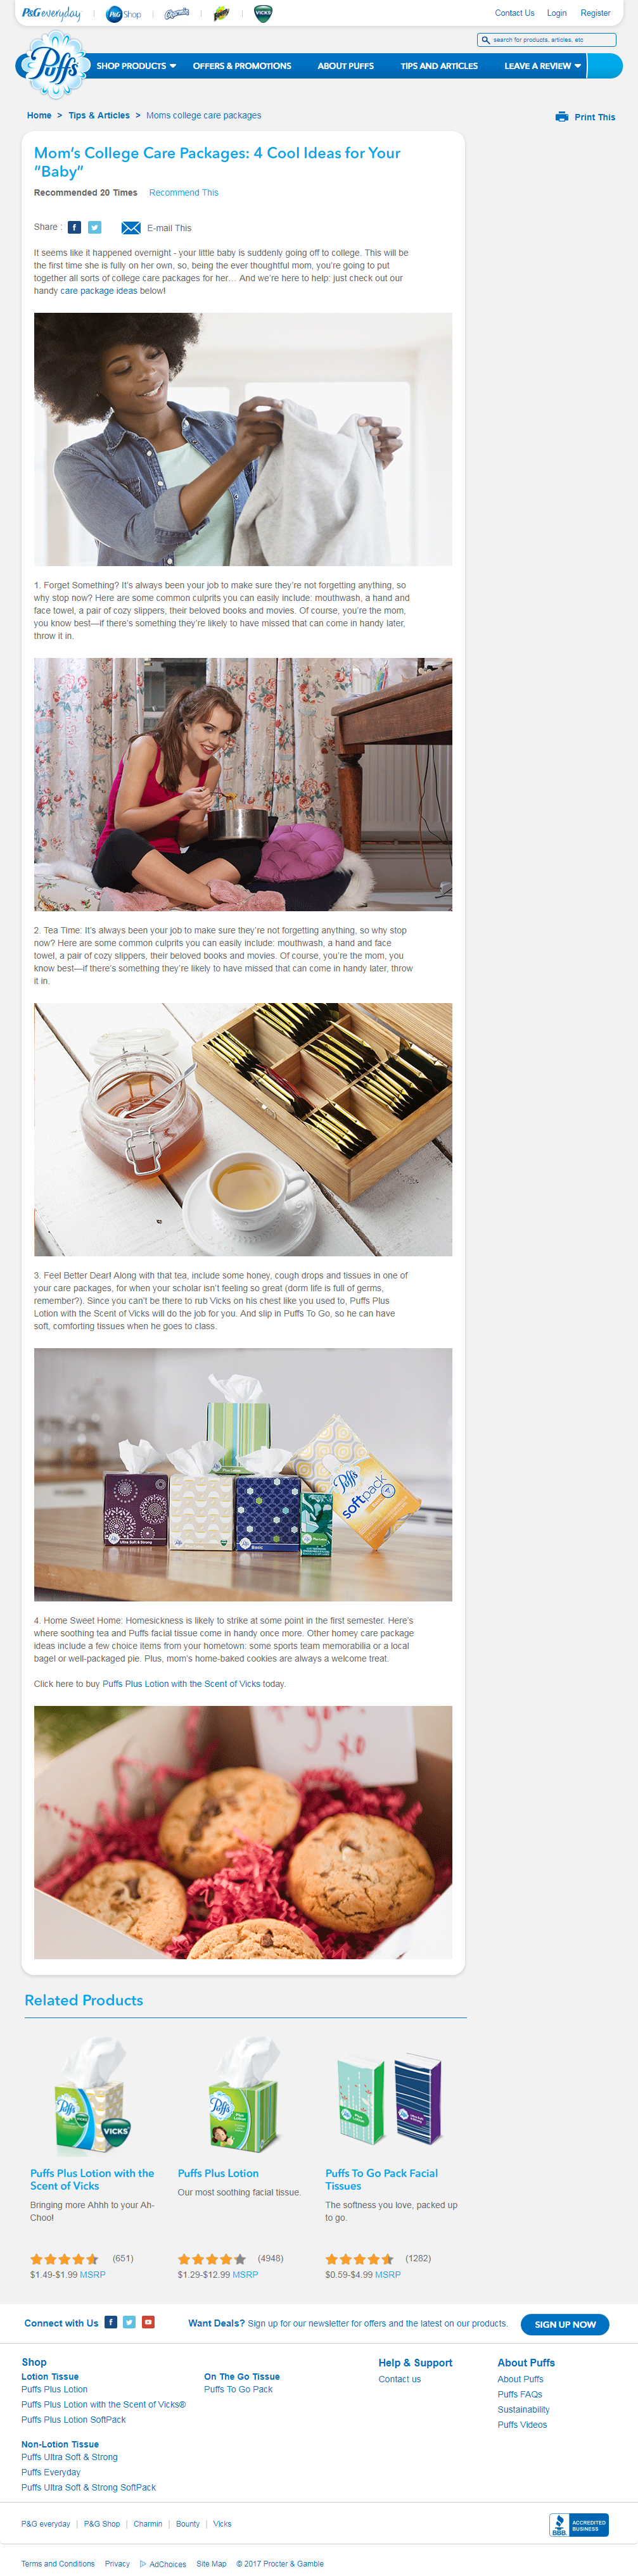 P&G everyday
P&G Shop
Charmin
Bounty
VICKS
Contact Us
Login
Register
search for products, articles, etc
Puffs
SHOP PRODUCTS
OFFERS & PROMOTIONS
ABOUT PUFFS
TIPS AND ARTICLES
LEAVE A REVIEW
Home > Tips & Articles > Moms college care packages
Print This
Mom's College Care Packages: 4 Cool Ideas for Your
"Baby"
Recommended 20 Times Recommend This
Share :
E-mail This
It seems like it happened overnight - your little baby is suddenly going off to college. This will be
the first time she is fully on her own, so, being the ever thoughtful mom, you're going to put
together all sorts of college care packages for her… And we're here to help: just check out our
handy care package ideas below!
1. Forget Something? It's always been your job to make sure they're not forgetting anything, so
why stop now? Here are some common culprits you can easily include: mouthwash, a hand and
face towel, a pair of cozy slippers, their beloved books and movies. Of course, you're the mom,
you know best—if there's something they're likely to have missed that can come in handy later,
throw it in.
2. Tea Time: It's always been your job to make sure they're not forgetting anything, so why stop
now? Here are some common culprits you can easily include: mouthwash, a hand and face
towel, a pair of cozy slippers, their beloved books and movies. Of course, you're the mom, you
know best—if there's something they're likely to have missed that can come in handy later, throw
it in.
3. Feel Better Dear! Along with that tea, include some honey, cough drops and tissues in one of
your care packages, for when your scholar isn't feeling so great (dorm life is full of germs,
remember?). Since you can't be there to rub Vicks on his chest like you used to, Puffs Plus
Lotion with the Scent of Vicks will do the job for you. And slip in Puffs To Go, so he can have
soft, comforting tissues when he goes to class.
Puffs
softpack
Ultra Soft & Strong
Basic
4. Home Sweet Home: Homesickness is likely to strike at some point in the first semester. Here's
where soothing tea and Puffs facial tissue come in handy once more. Other homey care package
ideas include a few choice items from your hometown: some sports team memorabilia or a local
bagel or well-packaged pie. Plus, mom's home-baked cookies are always a welcome treat.
Click here to buy Puffs Plus Lotion with the Scent of Vicks today.
you
xo
Related Products
Puffs
VICKS
Puffs
Puffs Plus Lotion with the
Scent of Vicks
Bringing more Ahhh to your Ah-
Choo!
(651)
$1.49-$1.99 MSRP
Puffs Plus Lotion
Our most soothing facial tissue.
(4948)
$1.29-$12.99 MSRP
Puffs To Go Pack Facial
Tissues
The softness you love, packed up
to go.
(1282)
$0.59-$4.99 MSRP
Connect with Us
Want Deals? Sign up for our newsletter for offers and the latest on our products.
SIGN UP NOW
Shop
Lotion Tissue
Puffs Plus Lotion
Puffs Plus Lotion with the Scent of Vicks®
Puffs Plus Lotion SoftPack
Non-Lotion Tissue
Puffs Ultra Soft & Strong
Puffs Everyday
Puffs Ultra Soft & Strong SoftPack
On The Go Tissue
Puffs To Go Pack
Help & Support
Contact us
About Puffs
About Puffs
Puffs FAQs
Sustainability
Puffs Videos
P&G everyday | P&G Shop | Charmin | Bounty | Vicks
BBB.
ACCREDITED
BUSINESS
Terms and Conditions Privacy AdChoices Site Map © 2017 Procter & Gamble